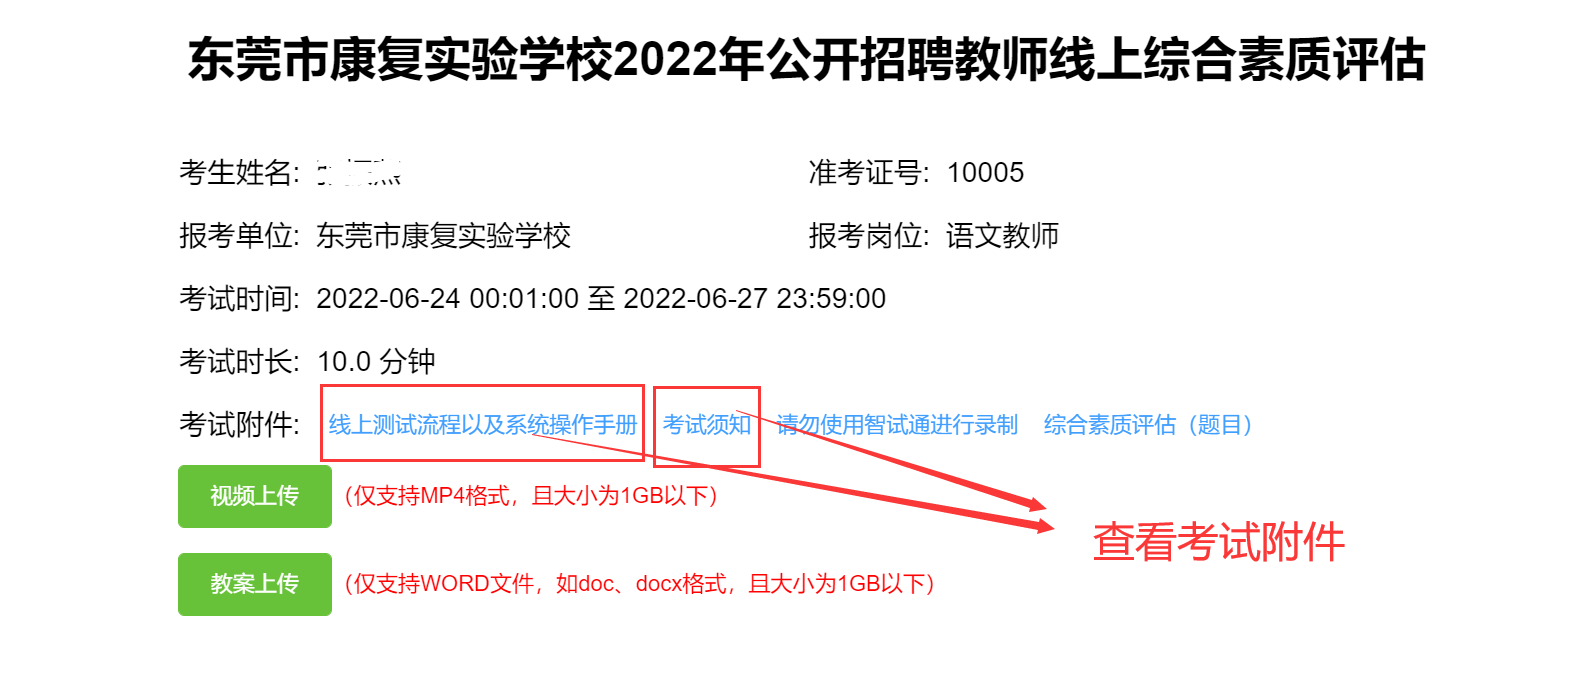 东莞市康复实验学校2022年公开招聘教师线上综合素质评估
考生姓名:
准考证号: 10005
报考单位: 东莞市康复实验学校
报考岗位: 语文教师
考试时间: 2022-06-24 00:01:00 至 2022-06-27 23:59:00
考试时长: 10.0 分钟
考试附件: 线上测试流程以及系统操作手册 考试须知 请勿使用智试通进行录制 综合素质评估（题目）
视频上传 （仅支持MP4格式，且大小为1GB以下）
查看考试附件
教案上传 （仅支持WORD文件，如doc、docx格式，且大小为1GB以下）